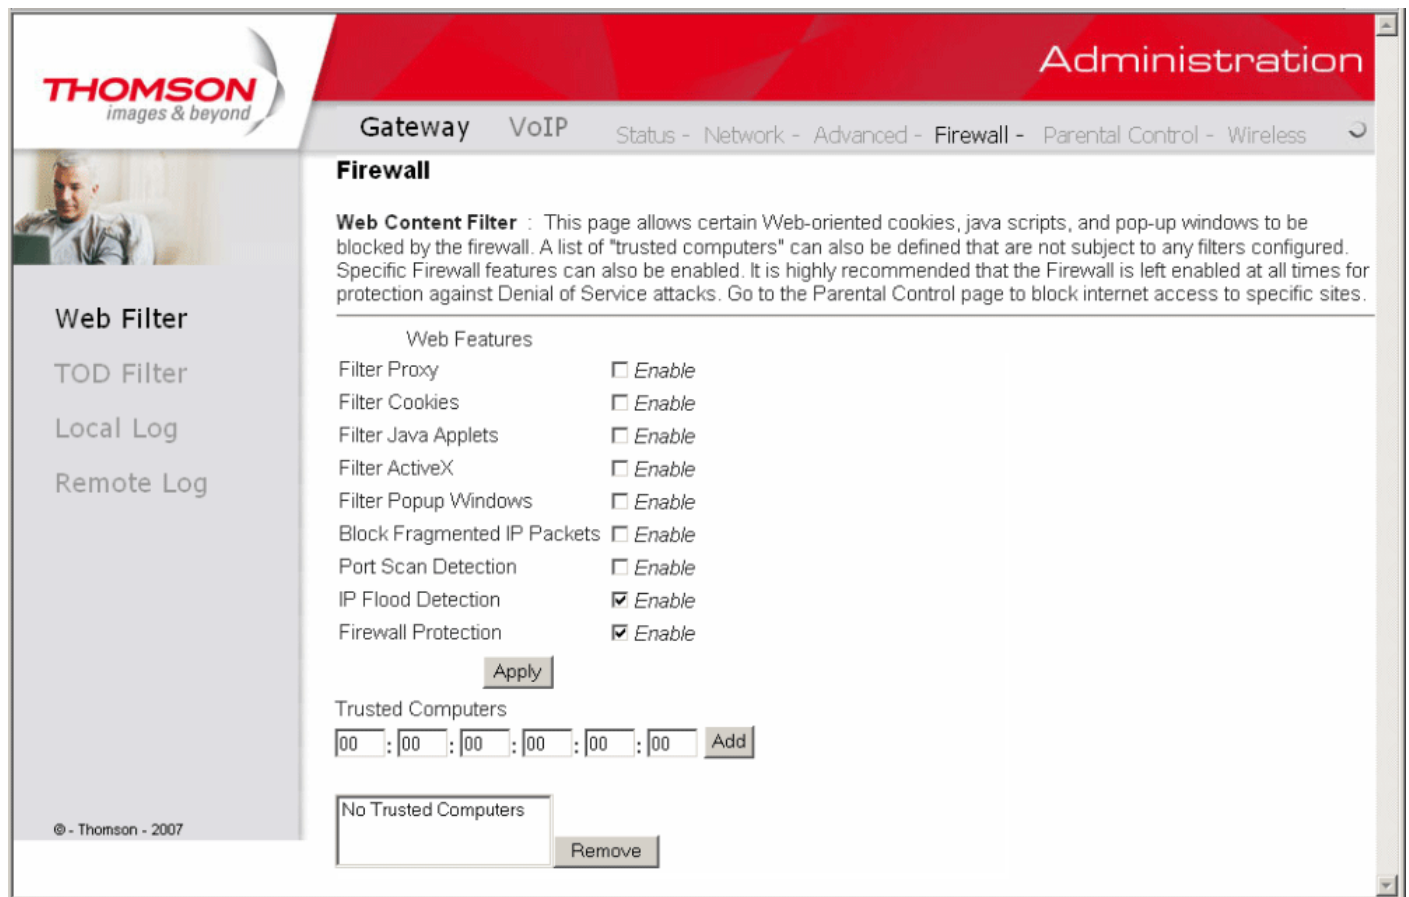 THOMSON
images & beyond
Administration
Gateway VoIP Status - Network - Advanced - Firewall - Parental Control - Wireless
Firewall
Web Content Filter : This page allows certain Web-oriented cookies, java scripts, and pop-up windows to be
blocked by the firewall. A list of "trusted computers" can also be defined that are not subject to any filters configured.
Specific Firewall features can also be enabled. It is highly recommended that the Firewall is left enabled at all times for
protection against Denial of Service attacks. Go to the Parental Control page to block internet access to specific sites.
Web Filter
TOD Filter
Local Log
Remote Log
Web Features
Filter Proxy Enable
Filter Cookies Enable
Filter Java Applets Enable
Filter ActiveX Enable
Filter Popup Windows Enable
Block Fragmented IP Packets Enable
Port Scan Detection Enable
IP Flood Detection Enable
Firewall Protection Enable
Apply
Trusted Computers
00 : 00 : 00 : 00 : 00 : 00 Add
No Trusted Computers
Remove
© - Thomson - 2007